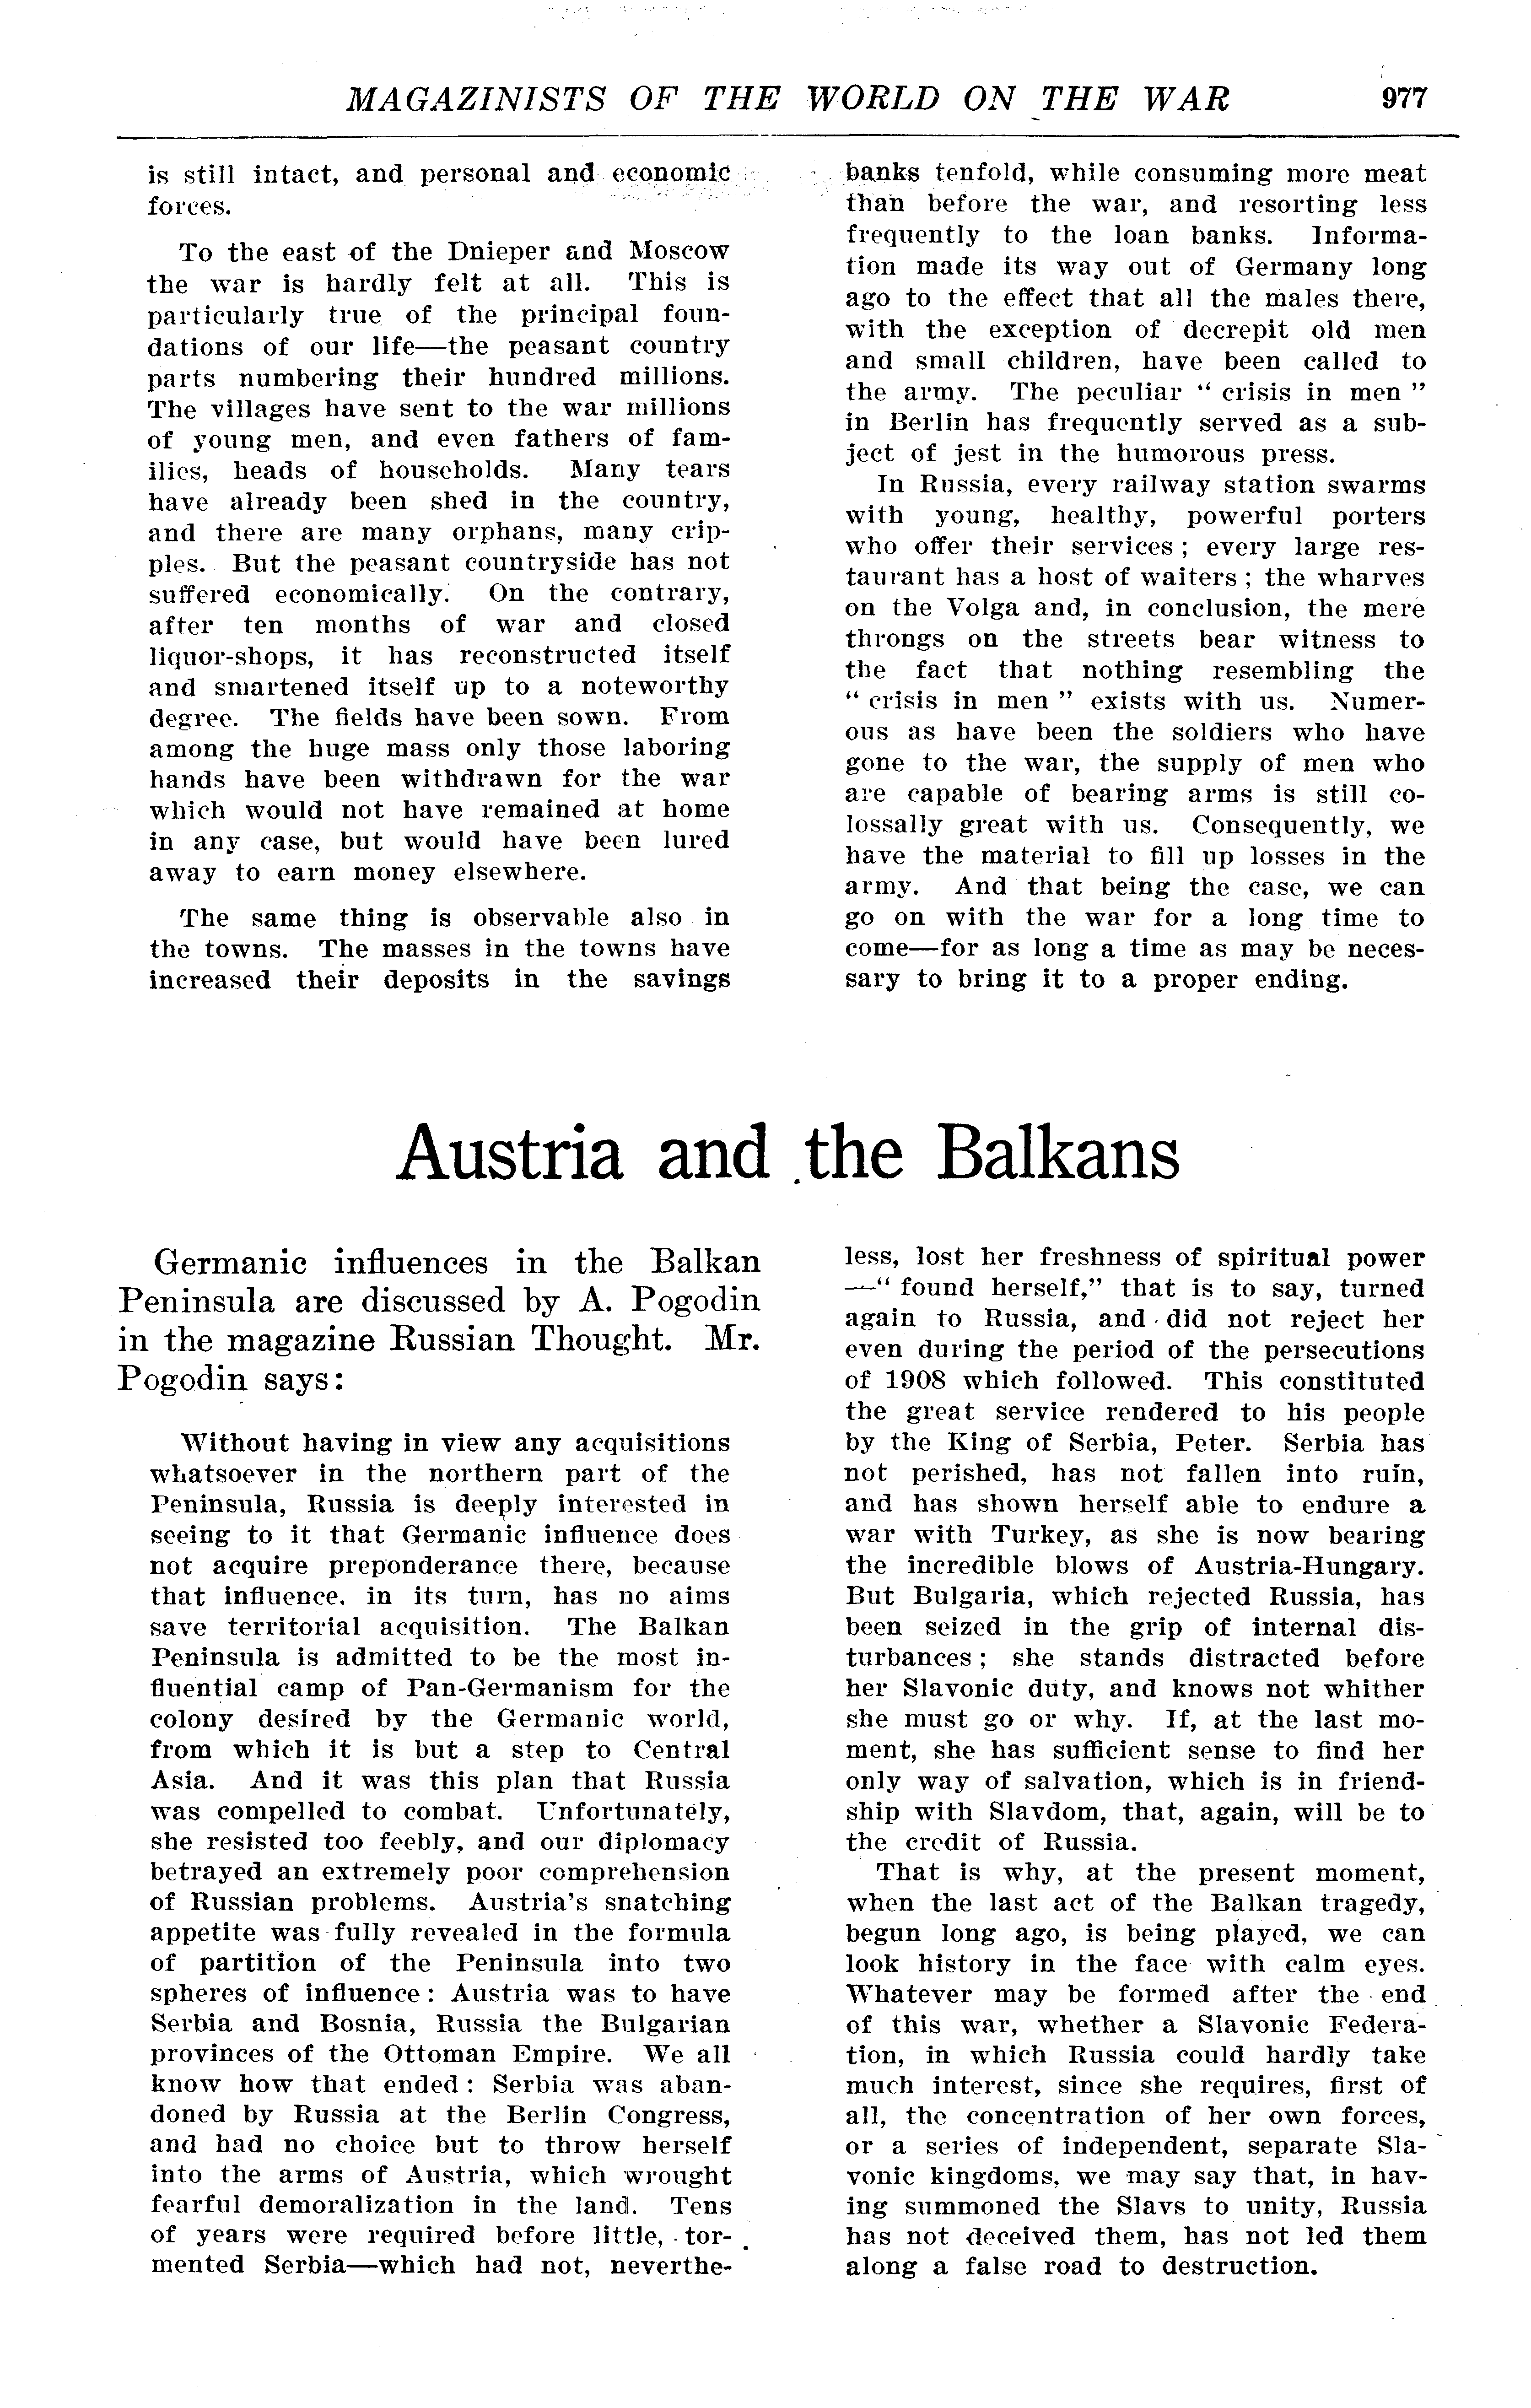 MAGAZINISTS OF THE WORLD ON THE WAR 977
is still intact, and personal and economic
forces.
To the east of the Dnieper and Moscow
the war is hardly felt at all. This is
particularly true of the principal foun-
dations of our life—the peasant country
parts numbering their hundred millions.
The villages have sent to the war millions
of young men, and even fathers of fam-
ilies, heads of households. Many tears
have already been shed in the country,
and there are many orphans, many crip-
ples. But the peasant countryside has not
suffered economically. On the contrary,
after ten months of war and closed
liquor-shops, it has reconstructed itself
and smartened itself up to a noteworthy
degree. The fields have been sown. From
among the huge mass only those laboring
hands have been withdrawn for the war
which would not have remained at home
in any case, but would have been lured
away to earn money elsewhere.
The same thing is observable also in
the towns. The masses in the towns have
increased their deposits in the savings
banks tenfold, while consuming more meat
than before the war, and resorting less
frequently to the loan banks. Informa-
tion made its way out of Germany long
ago to the effect that all the males there,
with the exception of decrepit old men
and small children, have been called to
the army. The peculiar “ crisis in men ”
in Berlin has frequently served as a sub-
ject of jest in the humorous press.
In Russia, every railway station swarms
with young, healthy, powerful porters
who offer their services; every large res-
taurant has a host of waiters; the wharves
on the Volga and, in conclusion, the mere
throngs on the streets bear witness to
the fact that nothing resembling the
“ crisis in men ” exists with us. Numer-
ous as have been the soldiers who have
gone to the war, the supply of men who
are capable of bearing arms is still co-
lossally great with us. Consequently, we
have the material to fill up losses in the
army. And that being the case, we can
go on with the war for a long time to
come—for as long a time as may be neces-
sary to bring it to a proper ending.
Austria and the Balkans
Germanic influences in the Balkan
Peninsula are discussed by A. Pogodin
in the magazine Russian Thought. Mr.
Pogodin says:
Without having in view any acquisitions
whatsoever in the northern part of the
Peninsula, Russia is deeply interested in
seeing to it that Germanic influence does
not acquire preponderance there, because
that influence, in its turn, has no aims
save territorial acquisition. The Balkan
Peninsula is admitted to be the most in-
fluential camp of Pan-Germanism for the
colony desired by the Germanic world,
from which it is but a step to Central
Asia. And it was this plan that Russia
was compelled to combat. Unfortunately,
she resisted too feebly, and our diplomacy
betrayed an extremely poor comprehension
of Russian problems. Austria's snatching
appetite was fully revealed in the formula
of partition of the Peninsula into two
spheres of influence: Austria was to have
Serbia and Bosnia, Russia the Bulgarian
provinces of the Ottoman Empire. We all
know how that ended: Serbia was aban-
doned by Russia at the Berlin Congress,
and had no choice but to throw herself
into the arms of Austria, which wrought
fearful demoralization in the land. Tens
of years were required before little, tor-
mented Serbia—which had not, neverthe-
less, lost her freshness of spiritual power
—“ found herself,” that is to say, turned
again to Russia, and did not reject her
even during the period of the persecutions
of 1908 which followed. This constituted
the great service rendered to his people
by the King of Serbia, Peter. Serbia has
not perished, has not fallen into ruin,
and has shown herself able to endure a
war with Turkey, as she is now bearing
the incredible blows of Austria-Hungary.
But Bulgaria, which rejected Russia, has
been seized in the grip of internal dis-
turbances; she stands distracted before
her Slavonic duty, and knows not whither
she must go or why. If, at the last mo-
ment, she has sufficient sense to find her
only way of salvation, which is in friend-
ship with Slavdom, that, again, will be to
the credit of Russia.
That is why, at the present moment,
when the last act of the Balkan tragedy,
begun long ago, is being played, we can
look history in the face with calm eyes.
Whatever may be formed after the end
of this war, whether a Slavonic Federa-
tion, in which Russia could hardly take
much interest, since she requires, first of
all, the concentration of her own forces,
or a series of independent, separate Sla-
vonic kingdoms, we may say that, in hav-
ing summoned the Slavs to unity, Russia
has not deceived them, has not led them
along a false road to destruction.